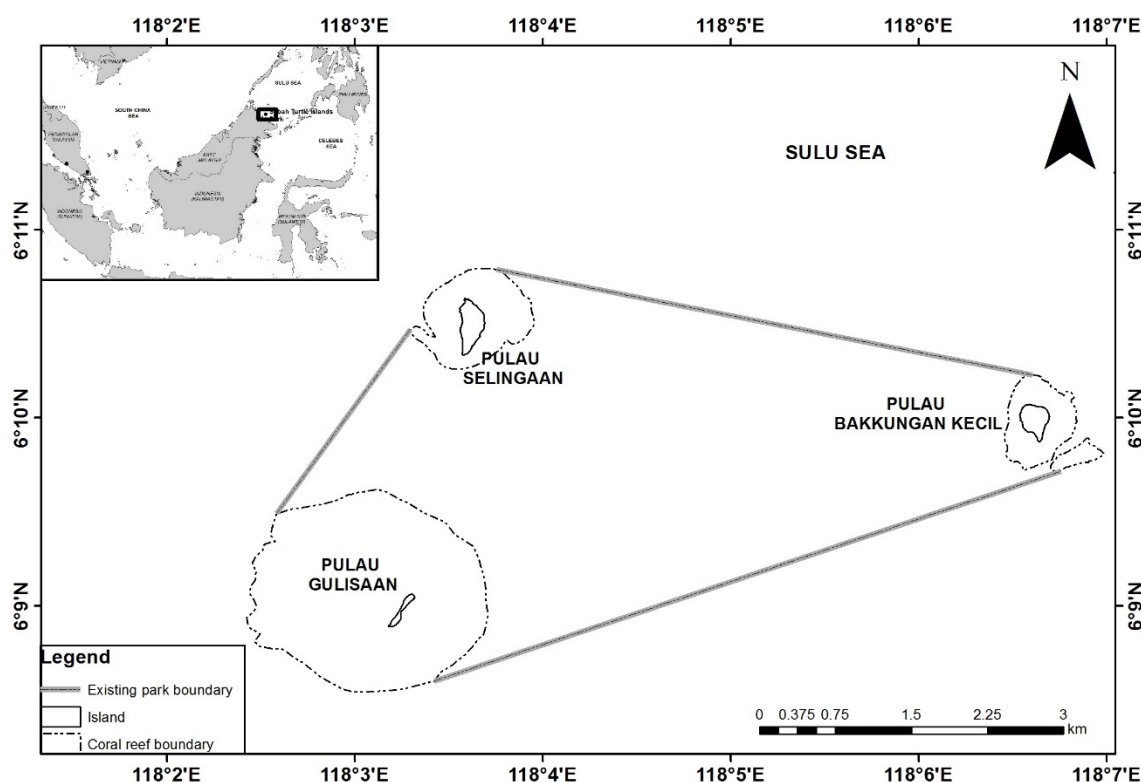 118°2'E 118°3'E 118°4'E 118°5'E 118°6'E 118°7'E
SULU SEA
SOUTH CHINA
SEA
CELEBES
SEA
SULU SEA
N
6°11'N 6°11'N
PULAU
SELINGAAN
6°10'N 6°10'N
PULAU
BAKKUNGAN KECIL
PULAU
GULISAAN
6°9'N 6°9'N
Legend
Existing park boundary
Island
Coral reef boundary
0 0.375 0.75 1.5 2.25 3
km
118°2'E 118°3'E 118°4'E 118°5'E 118°6'E 118°7'E